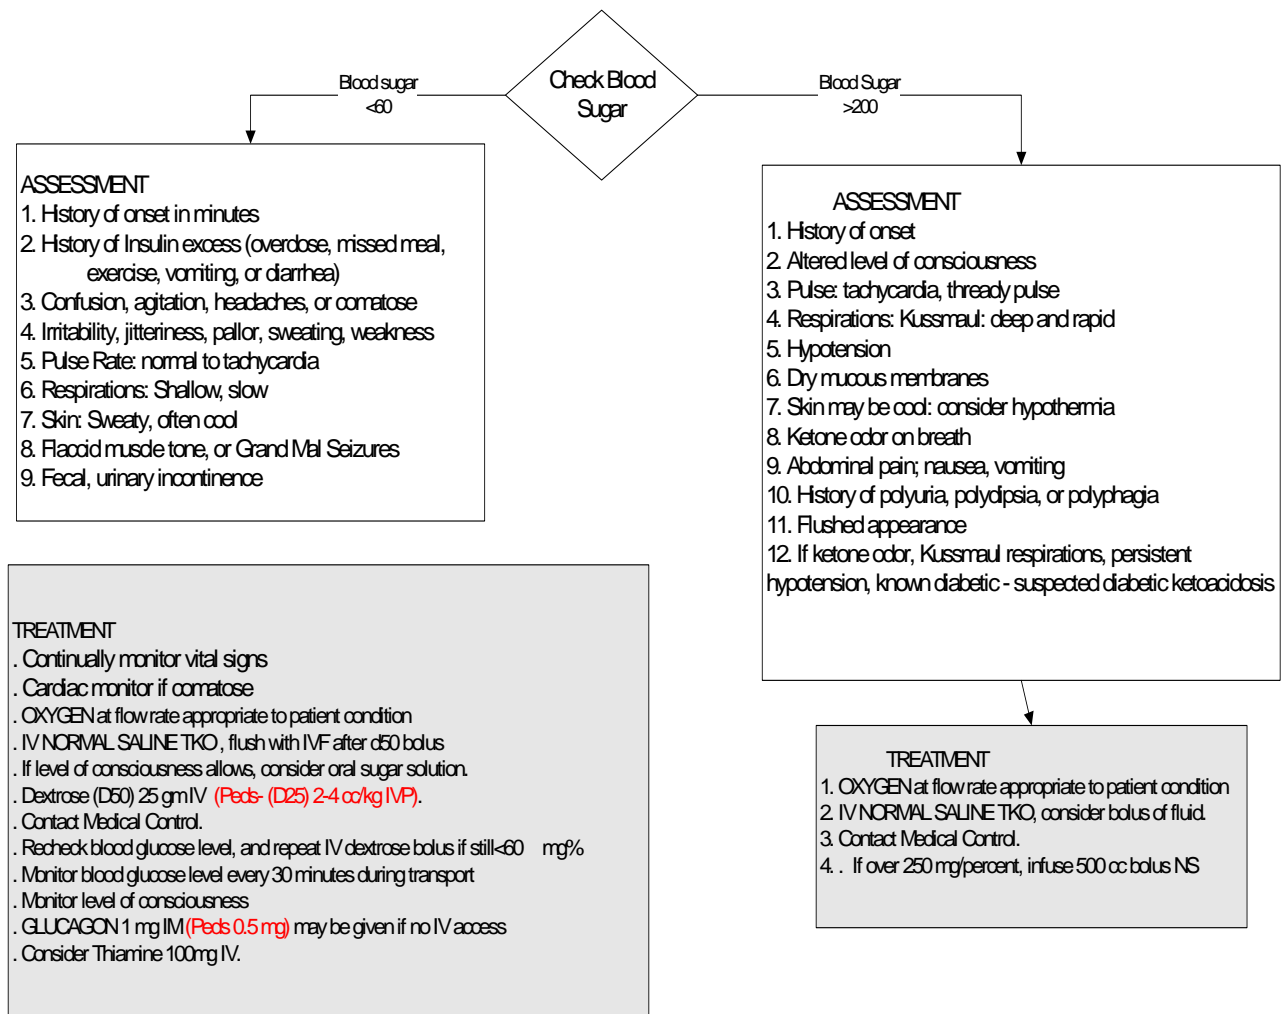 Check Blood
Sugar
Blood sugar
<60
Blood Sugar
>200
ASSESSMENT
1. History of onset in minutes
2. History of Insulin excess (overdose, missed meal,
exercise, vomiting, or diarrhea)
3. Confusion, agitation, headaches, or comatose
4. Irritability, jitteriness, pallor, sweating, weakness
5. Pulse Rate: normal to tachycardia
6. Respirations: Shallow, slow
7. Skin: Sweaty, often cool
8. Flaccid muscle tone, or Grand Mal Seizures
9. Fecal, urinary incontinence
ASSESSMENT
1. History of onset
2. Altered level of consciousness
3. Pulse: tachycardia, thready pulse
4. Respirations: Kussmaul: deep and rapid
5. Hypotension
6. Dry mucous membranes
7. Skin may be cool: consider hypothermia
8. Ketone odor on breath
9. Abdominal pain; nausea, vomiting
10. History of polyuria, polydipsia, or polyphagia
11. Flushed appearance
12. If ketone odor, Kussmaul respirations, persistent
hypotension, known diabetic - suspected diabetic ketoacidosis
TREATMENT
. Continually monitor vital signs
. Cardiac monitor if comatose
. OXYGEN at flow rate appropriate to patient condition
. IV NORMAL SALINE TKO , flush with IVF after d50 bolus
. If level of consciousness allows, consider oral sugar solution.
. Dextrose (D50) 25 gm IV (Peds- (D25) 2-4 cc/kg IVP).
. Contact Medical Control.
. Recheck blood glucose level, and repeat IV dextrose bolus if still<60 mg%
. Monitor blood glucose level every 30 minutes during transport
. Monitor level of consciousness
. GLUCAGON 1 mg IM (Peds 0.5 mg) may be given if no IV access
. Consider Thiamine 100mg IV.
TREATMENT
1. OXYGEN at flow rate appropriate to patient condition
2. IV NORMAL SALINE TKO, consider bolus of fluid.
3. Contact Medical Control.
4. . If over 250 mg/percent, infuse 500 cc bolus NS